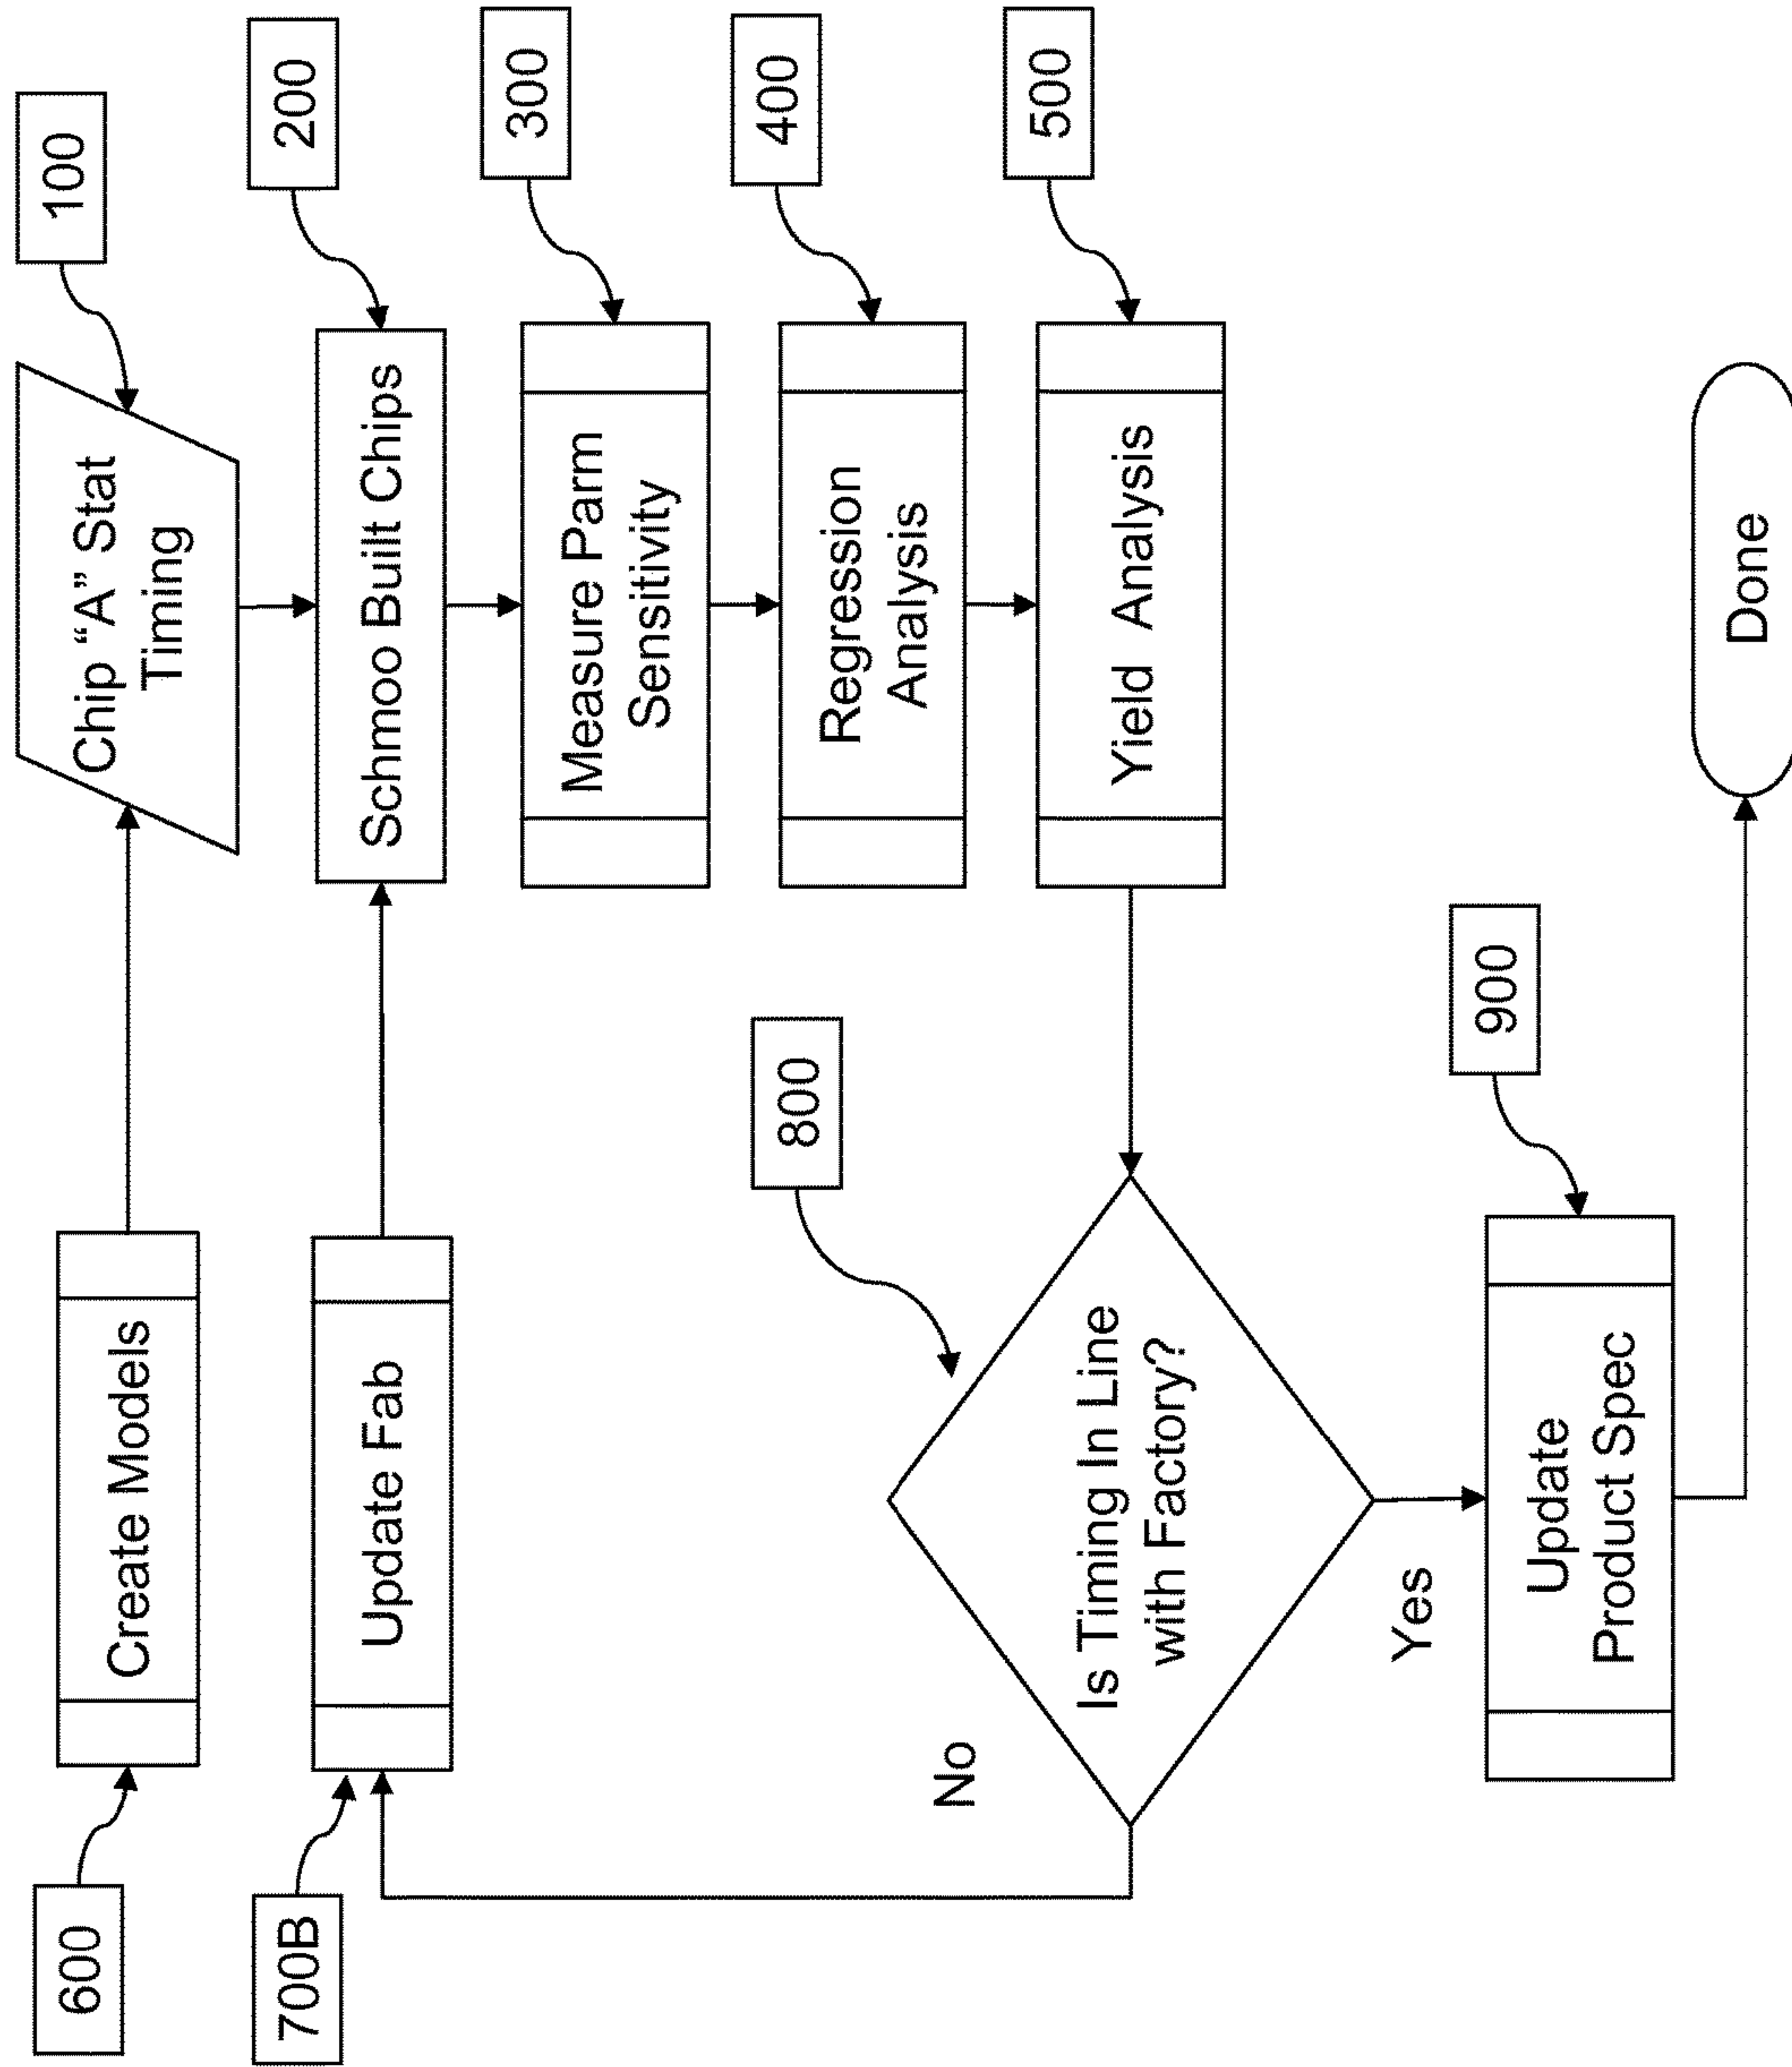 600
Create Models
Chip “A” Stat
Timing
100
700B
Update Fab
Schmoo Built Chips
200
Measure Parm
Sensitivity
300
Regression
Analysis
400
Yield Analysis
500
No
Is Timing In Line
with Factory?
800
Yes
Update
Product Spec
900
Done